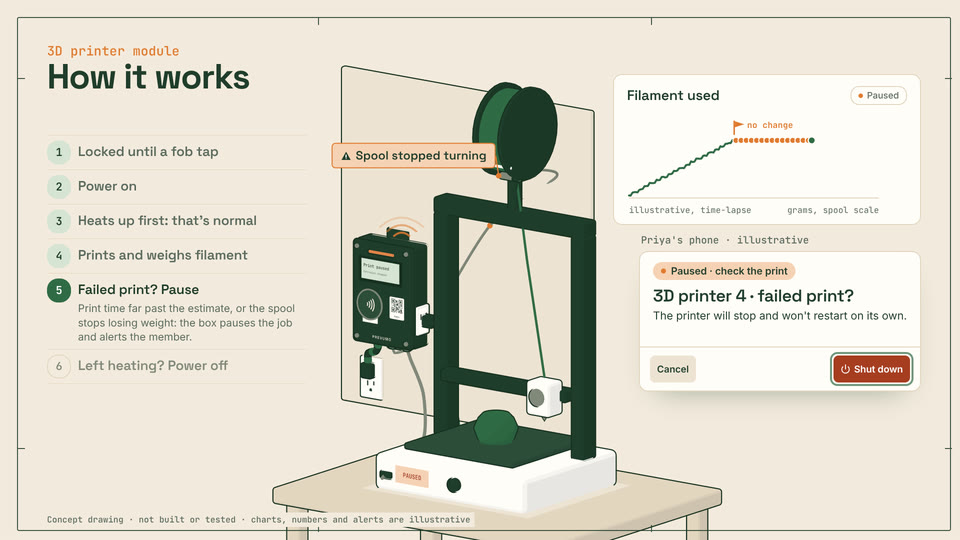 3D printer module
How it works
1 Locked until a fob tap
2 Power on
3 Heats up first: that's normal
4 Prints and weighs filament
5 Failed print? Pause
Print time far past the estimate, or the spool
stops losing weight: the box pauses the job
and alerts the member.
6 Left heating? Power off
Spool stopped turning
Print paused
PREVUIBO
PAUSED
Filament used
Paused
no change
illustrative, time-lapse
grams, spool scale
Priya's phone · illustrative
Paused · check the print
3D printer 4 · failed print?
The printer will stop and won't restart on its own.
Cancel
Shut down
Concept drawing · not built or tested · charts, numbers and alerts are illustrative